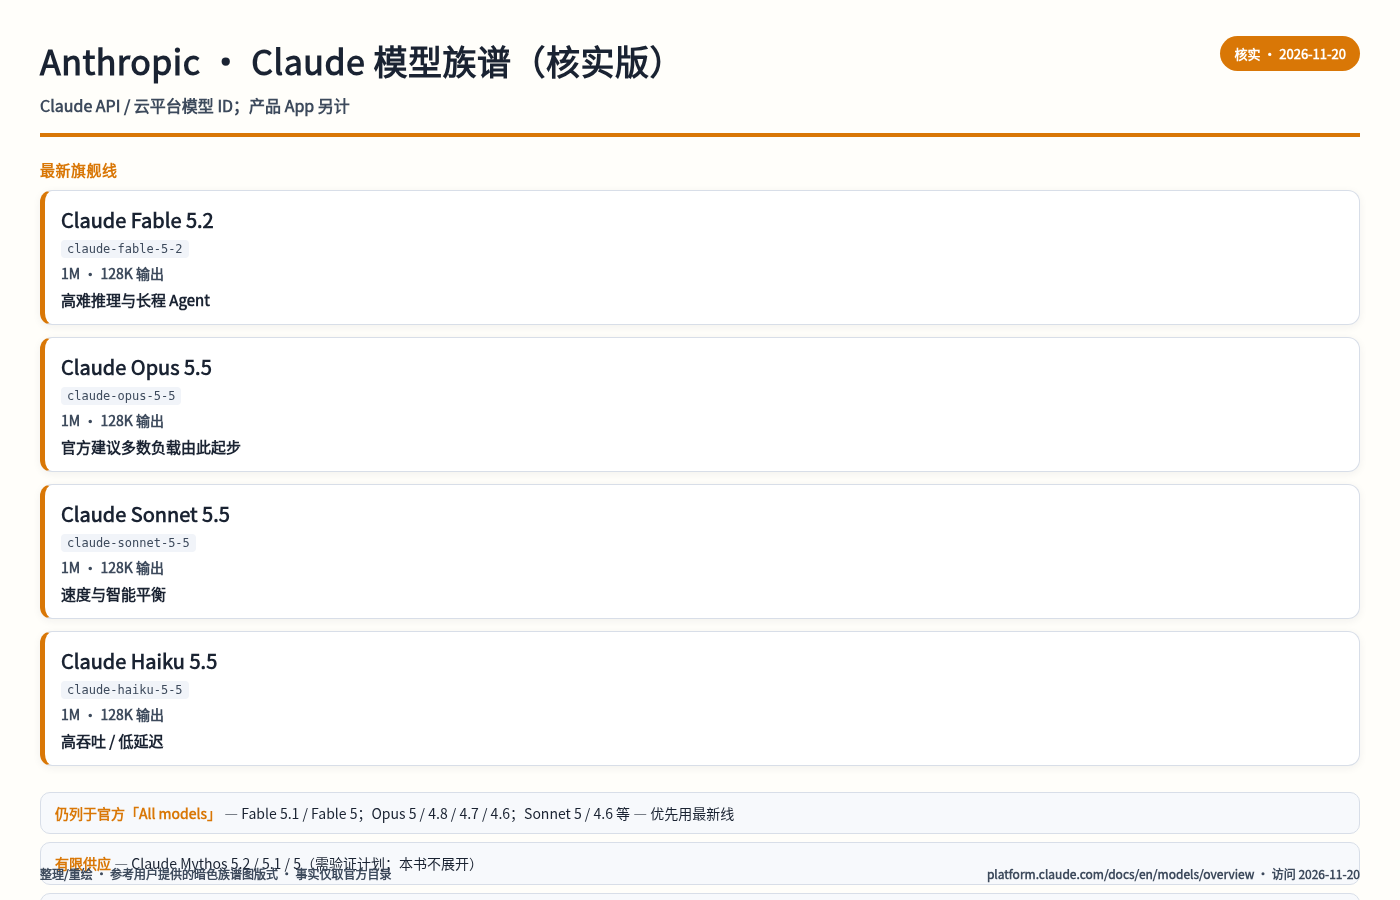 Anthropic · Claude 模型族谱（核实版）
核实 · 2026-11-20
Claude API / 云平台模型 ID；产品 App 另计
最新旗舰线
Claude Fable 5.2
claude-fable-5-2
1M · 128K 输出
高难推理与长程 Agent
Claude Opus 5.5
claude-opus-5-5
1M · 128K 输出
官方建议多数负载由此起步
Claude Sonnet 5.5
claude-sonnet-5-5
1M · 128K 输出
速度与智能平衡
Claude Haiku 5.5
claude-haiku-5-5
1M · 128K 输出
高吞吐 / 低延迟
仍列于官方「All models」 — Fable 5.1 / Fable 5；Opus 5 / 4.8 / 4.7 / 4.6；Sonnet 5 / 4.6 等 — 优先用最新线
有限供应 — Claude Mythos 5.2 / 5.1 / 5（需验证计划；本书不展开）
整理/重绘 · 参考用户提供的暗色族谱图版式 · 事实仅取官方目录
platform.claude.com/docs/en/models/overview · 访问 2026-11-20